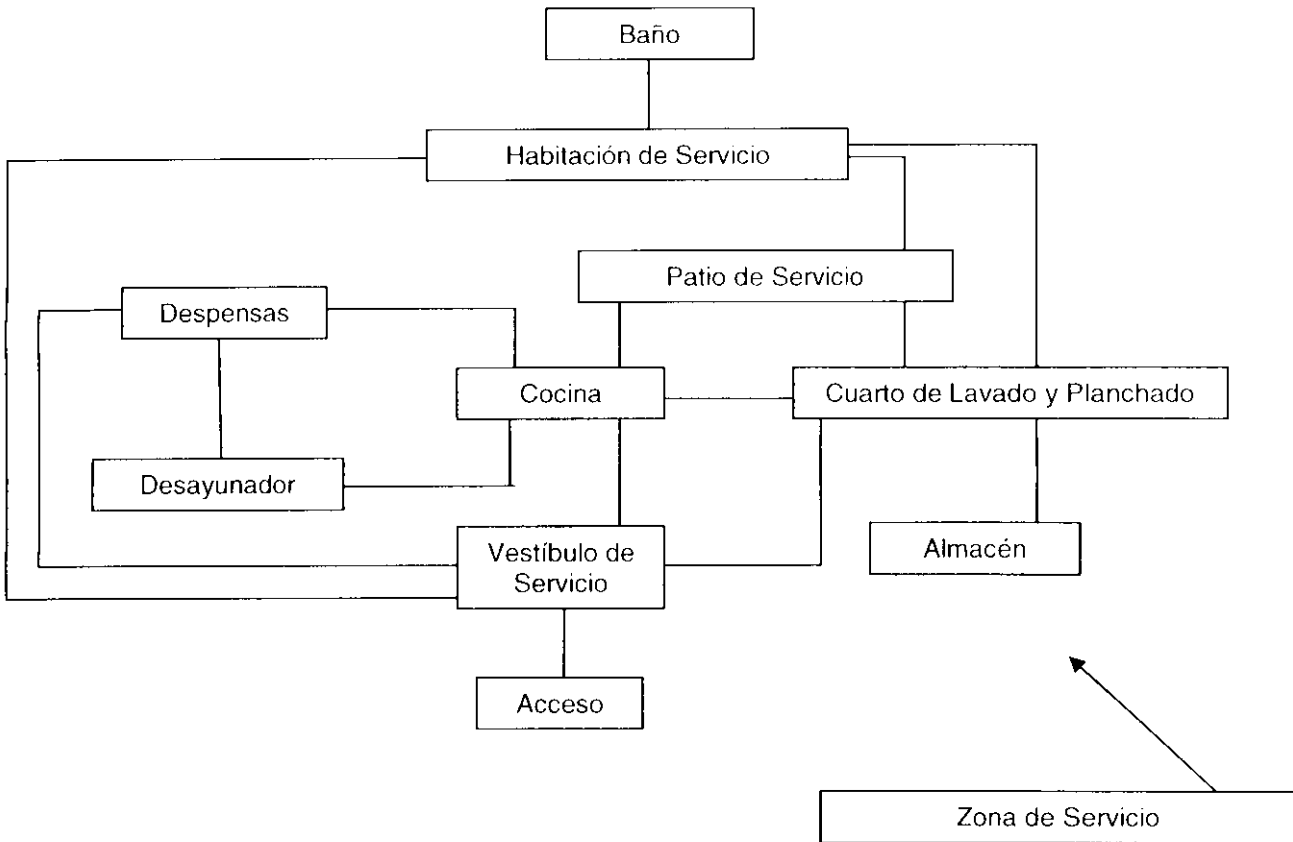 Baño
Habitación de Servicio
Patio de Servicio
Despensas
Cocina
Cuarto de Lavado y Planchado
Desayunador
Vestíbulo de
Servicio
Almacén
Acceso
Zona de Servicio